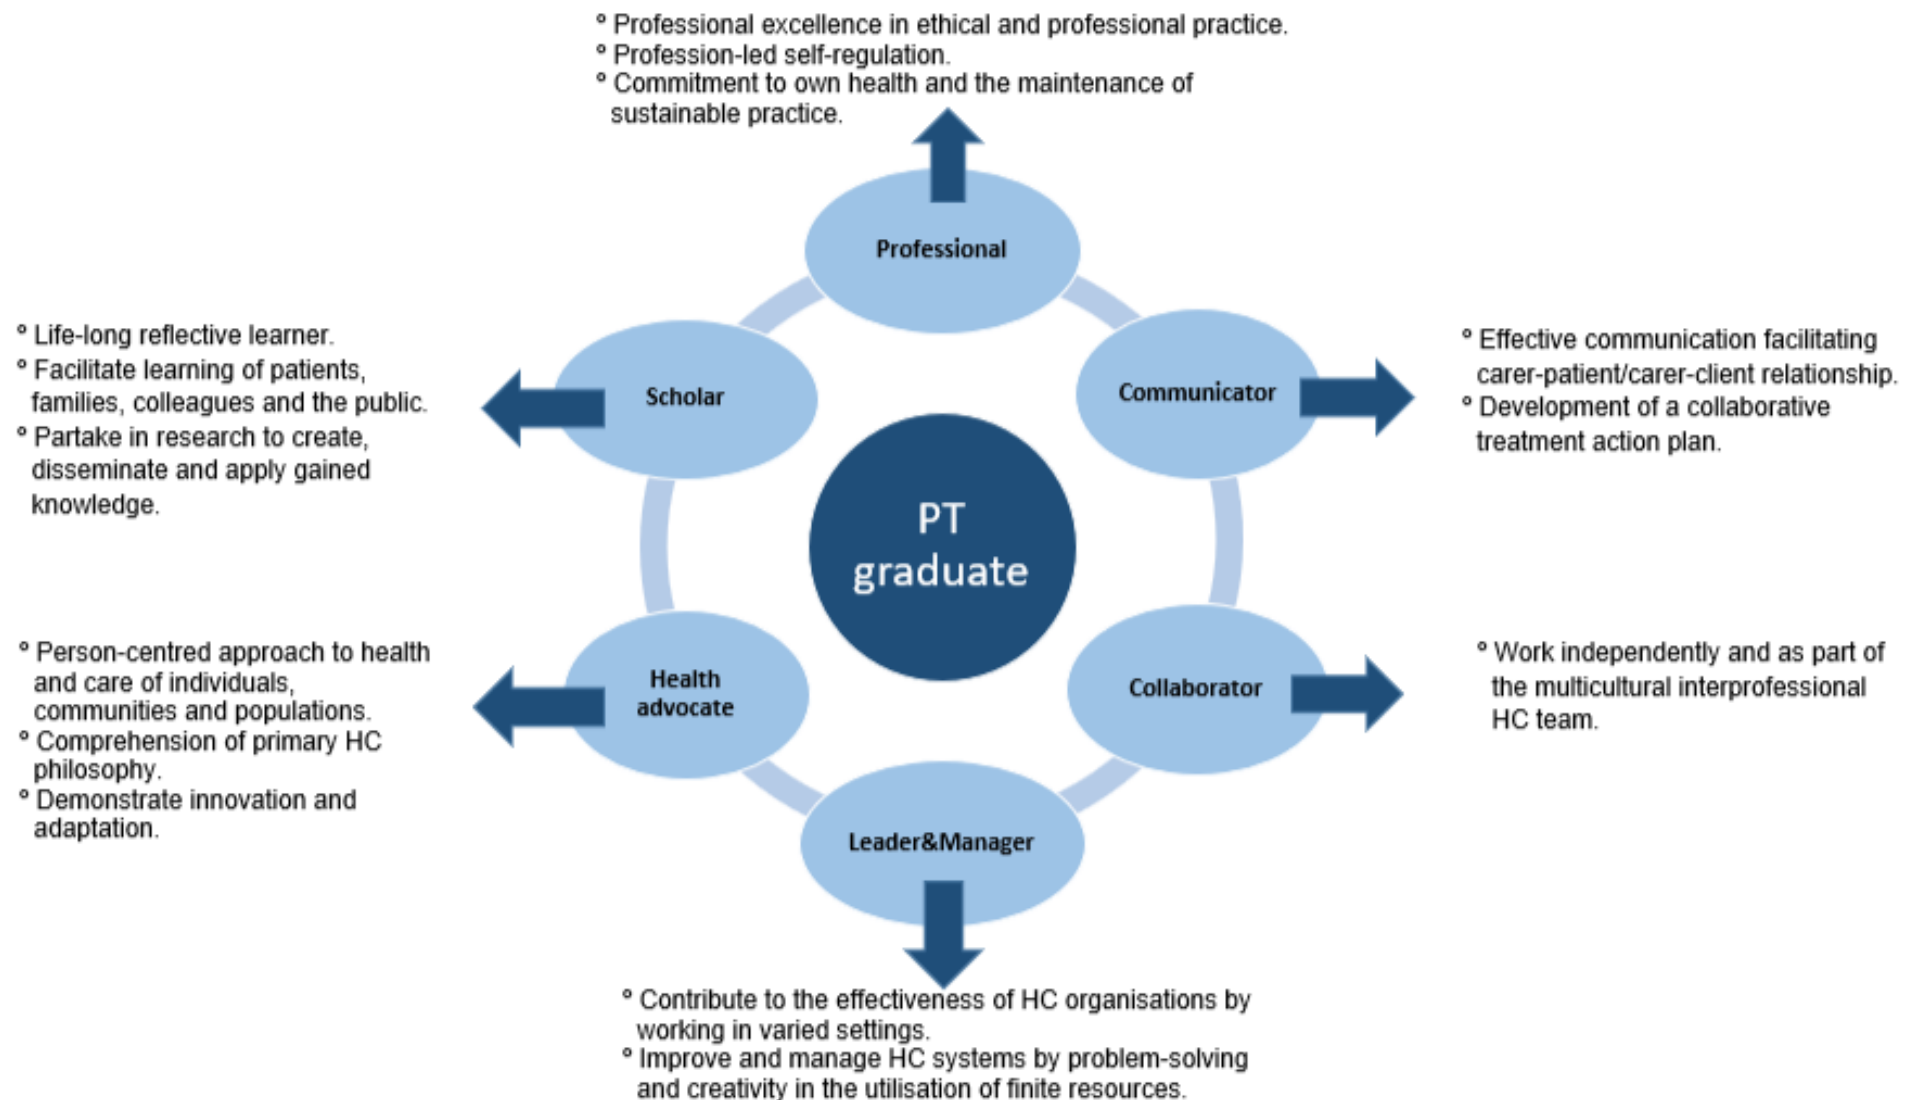 ° Professional excellence in ethical and professional practice.
° Profession-led self-regulation.
° Commitment to own health and the maintenance of
sustainable practice.
Professional
° Life-long reflective learner.
° Facilitate learning of patients,
families, colleagues and the public.
° Partake in research to create,
disseminate and apply gained
knowledge.
Scholar
Communicator
° Effective communication facilitating
carer-patient/carer-client relationship.
° Development of a collaborative
treatment action plan.
PT
graduate
° Person-centred approach to health
and care of individuals,
communities and populations.
° Comprehension of primary HC
philosophy.
° Demonstrate innovation and
adaptation.
Health
advocate
Collaborator
° Work independently and as part of
the multicultural interprofessional
HC team.
Leader&Manager
° Contribute to the effectiveness of HC organisations by
working in varied settings.
° Improve and manage HC systems by problem-solving
and creativity in the utilisation of finite resources.